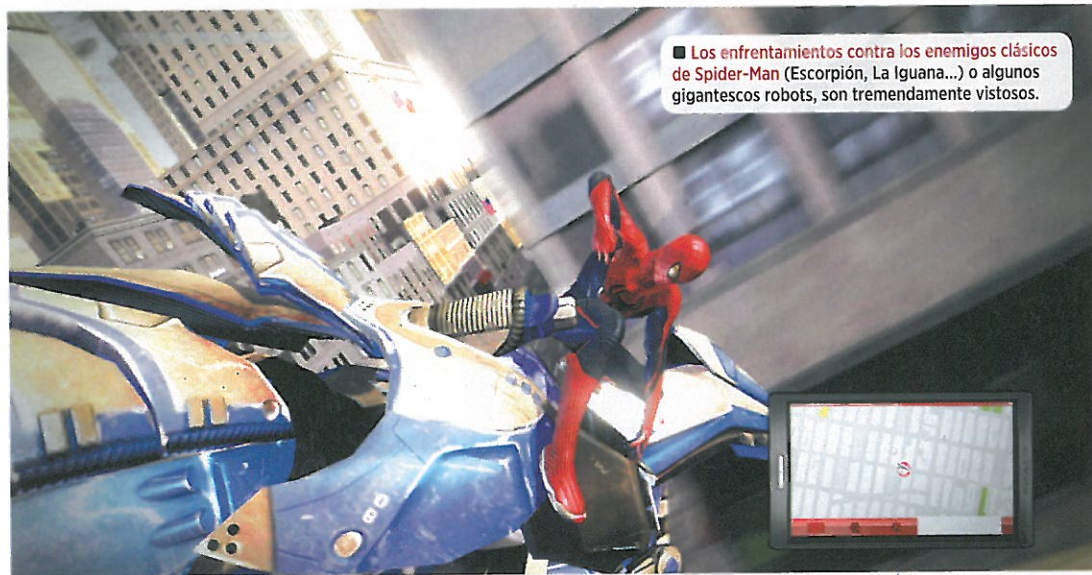 ■ Los enfrentamientos contra los enemigos clásicos
de Spider-Man (Escorpión, La Iguana...) o algunos
gigantescos robots, son tremendamente vistosos.